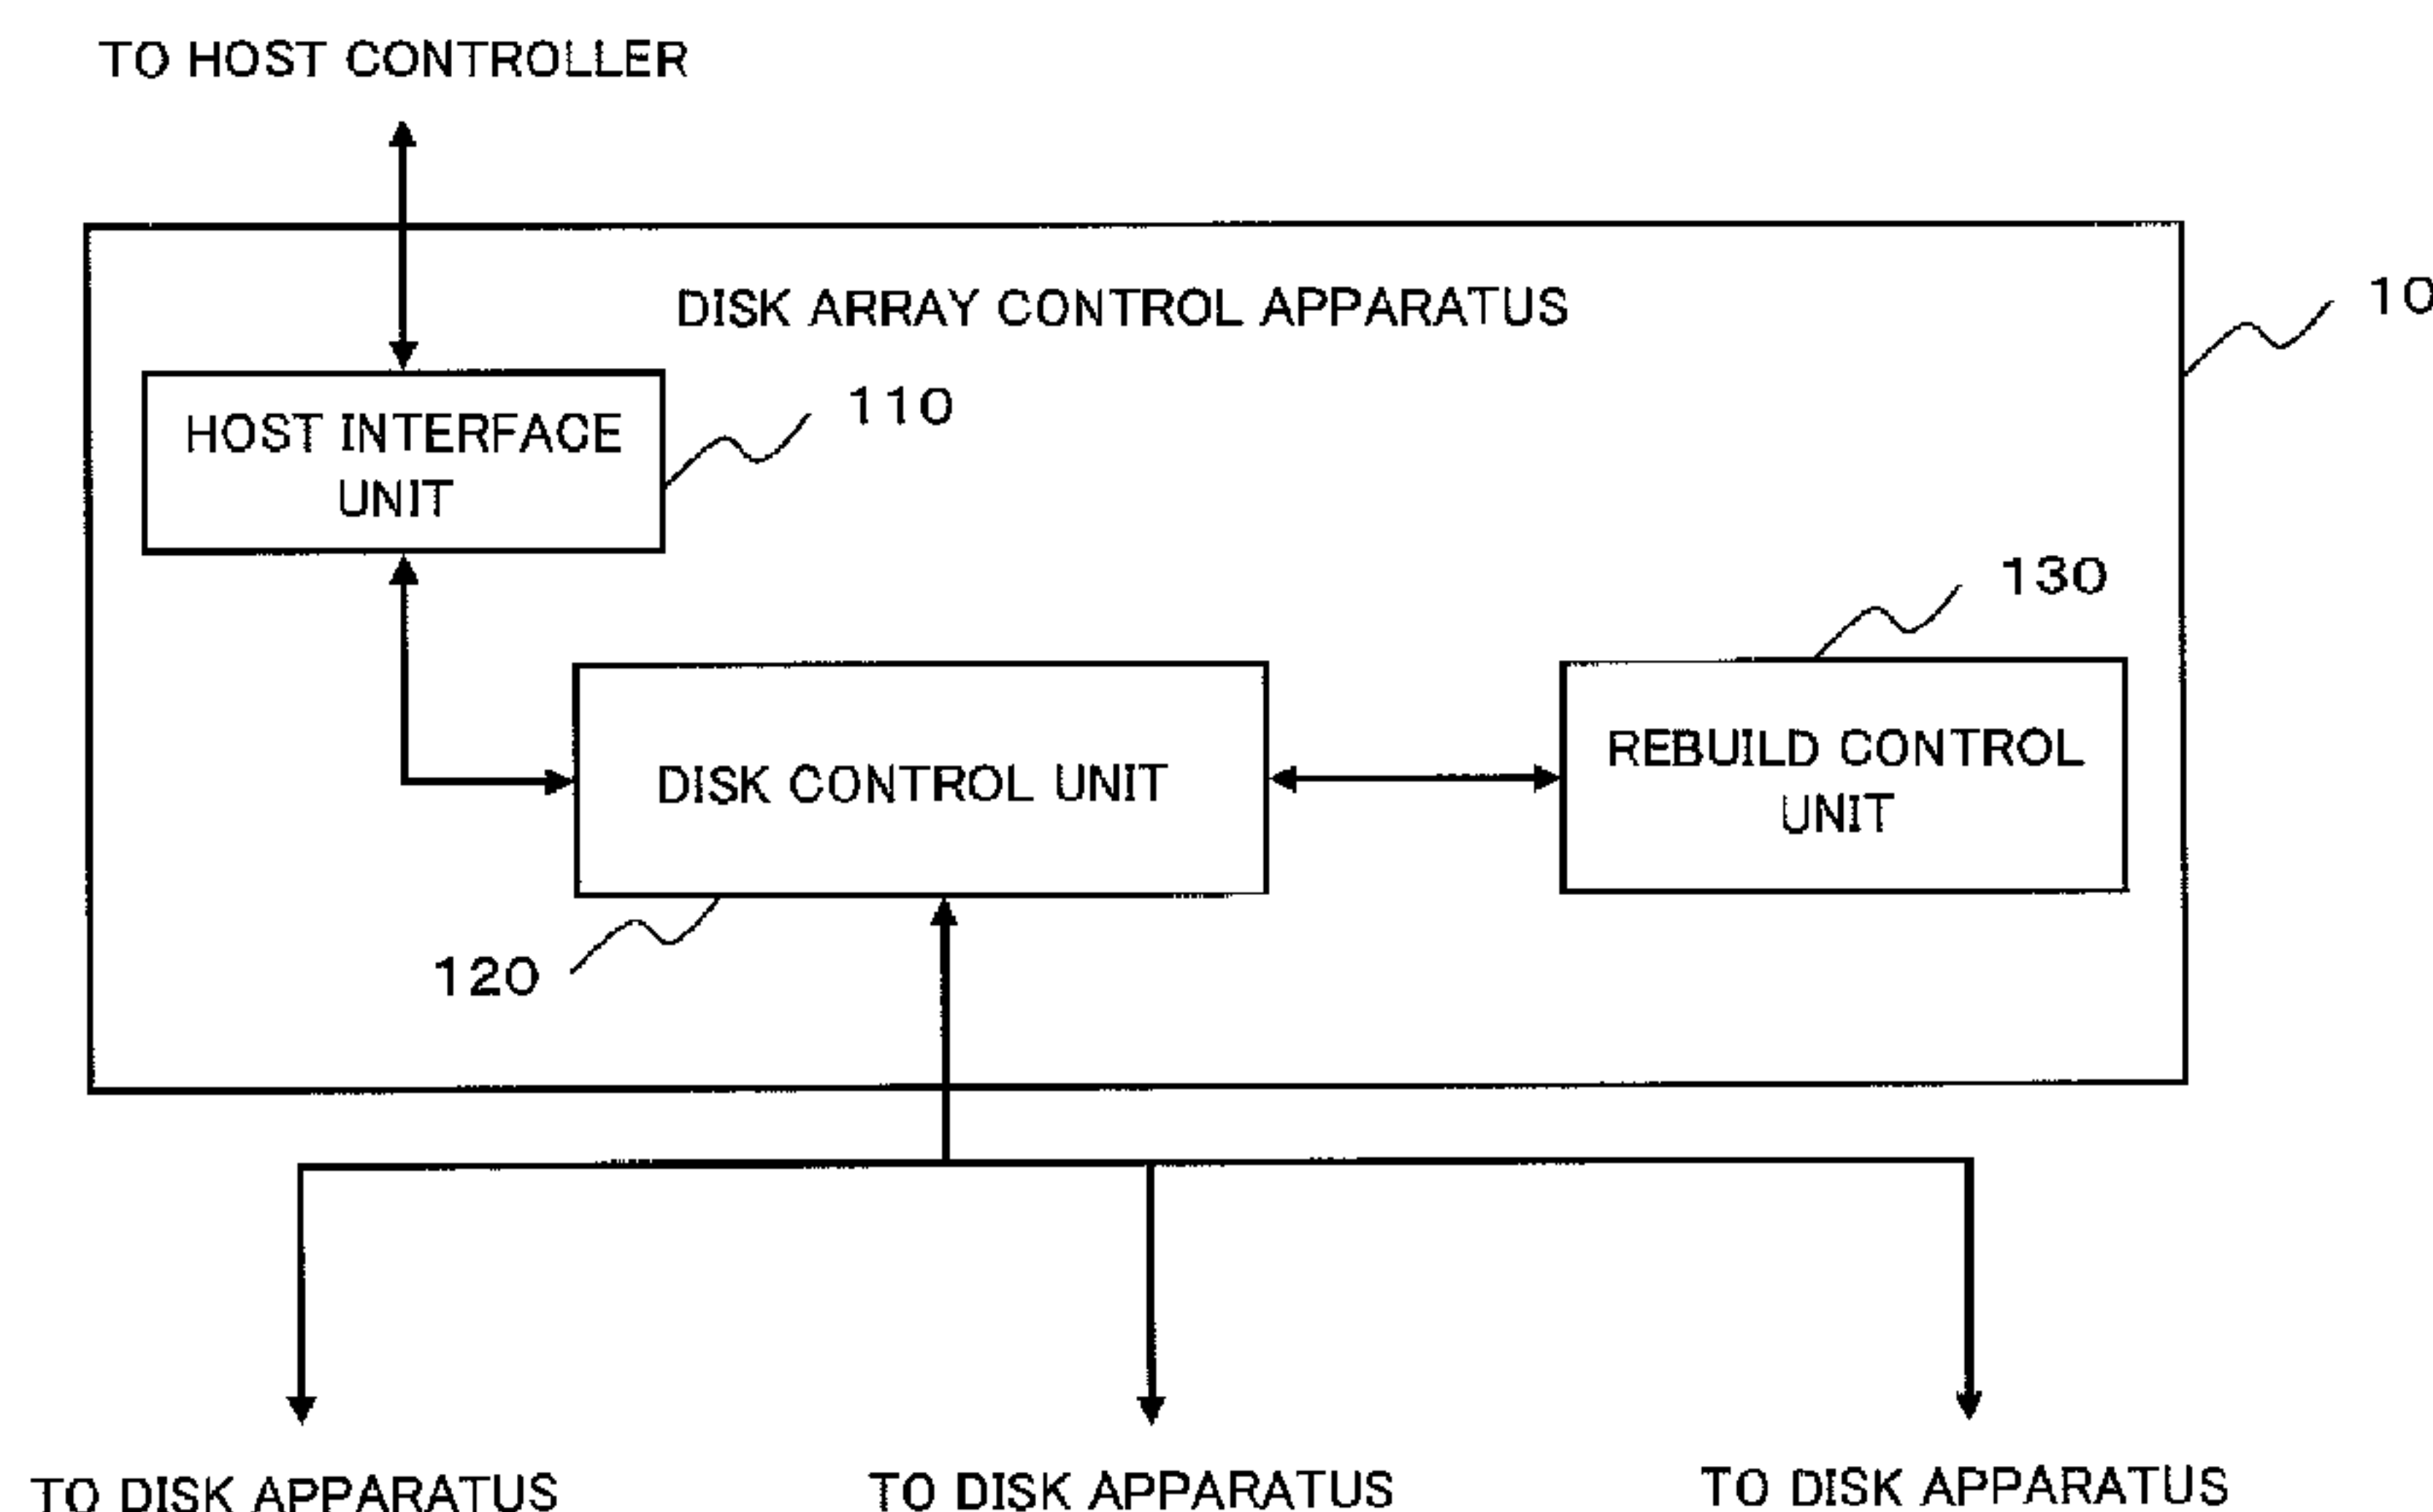 TO HOST CONTROLLER
DISK ARRAY CONTROL APPARATUS
10
HOST INTERFACE
UNIT
110
130
DISK CONTROL UNIT
REBUILD CONTROL
UNIT
120
TO DISK APPARATUS
TO DISK APPARATUS
TO DISK APPARATUS